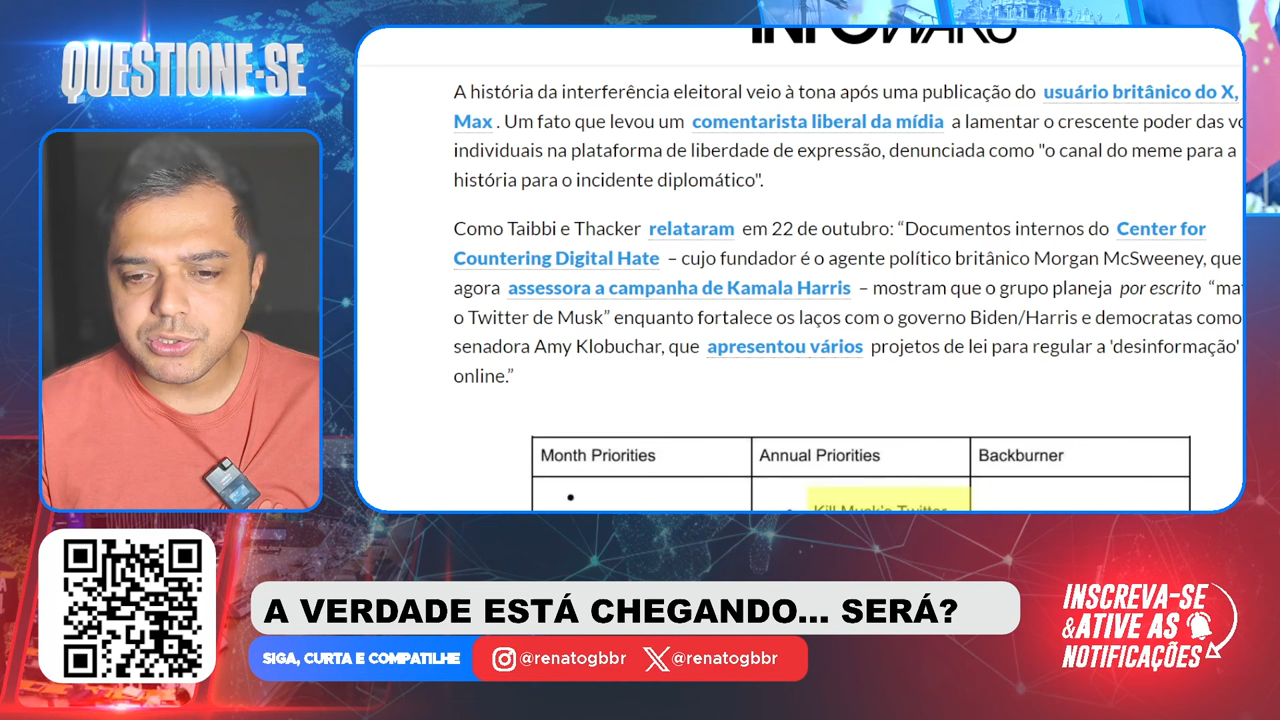 QUESTIONE-SE
INFOWARS
A história da interferência eleitoral veio à tona após uma publicação do usuário britânico do X,
Max . Um fato que levou um comentarista liberal da mídia a lamentar o crescente poder das vo
individuais na plataforma de liberdade de expressão, denunciada como "o canal do meme para a
história para o incidente diplomático".
Como Taibbi e Thacker relataram em 22 de outubro: “Documentos internos do Center for
Countering Digital Hate – cujo fundador é o agente político britânico Morgan McSweeney, que
agora assessora a campanha de Kamala Harris – mostram que o grupo planeja por escrito “ma
o Twitter de Musk” enquanto fortalece os laços com o governo Biden/Harris e democratas como
senadora Amy Klobuchar, que apresentou vários projetos de lei para regular a 'desinformação'
online.”
Month Priorities Annual Priorities Backburner
Kill Musk's Twitter
A VERDADE ESTÁ CHEGANDO... SERÁ?
SIGA, CURTA E COMPATILHE @renatogbbr @renatogbbr
INSCREVA-SE
&ATIVE AS
NOTIFICAÇÕES